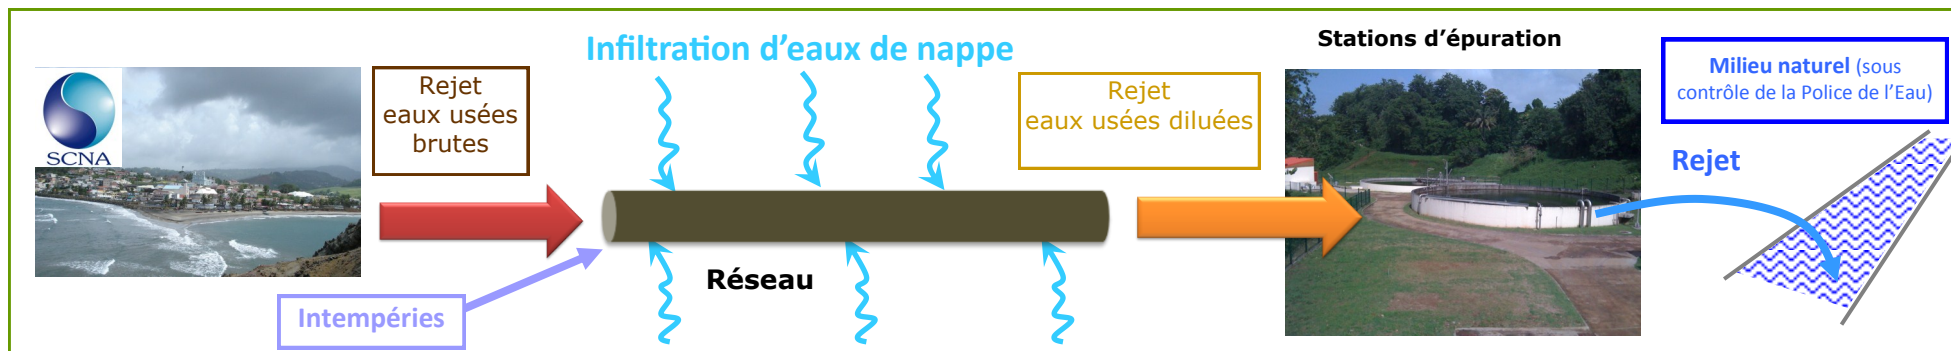 SCNA
Rejet
eaux usées
brutes
Infiltration d’eaux de nappe
Intempéries
Réseau
Rejet
eaux usées diluées
Stations d’épuration
Milieu naturel (sous
contrôle de la Police de l’Eau)
Rejet